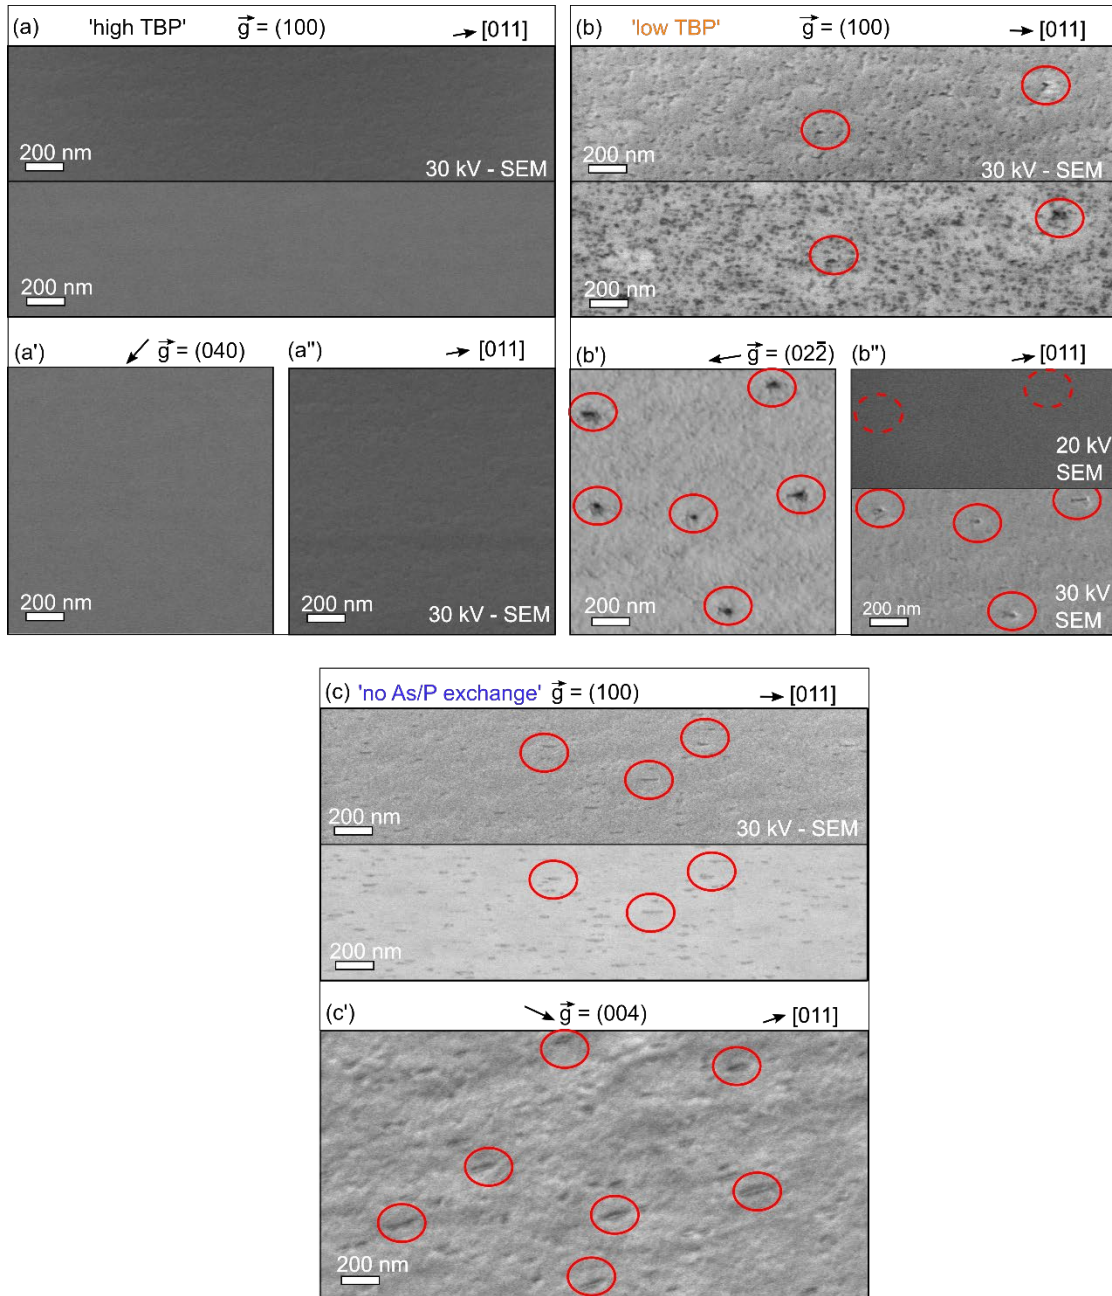 (a) 'high TBP' g⃗ = (100) → [011]
200 nm
30 kV - SEM
200 nm
(a') g⃗ = (040)
200 nm
(a'') → [011]
200 nm
30 kV - SEM
(b) 'low TBP' g⃗ = (100) → [011]
200 nm
30 kV - SEM
200 nm
(b') g⃗ = (022̄)
200 nm
(b'') → [011]
20 kV
SEM
200 nm
30 kV
SEM
(c) 'no As/P exchange' g⃗ = (100) → [011]
200 nm
30 kV - SEM
200 nm
(c') g⃗ = (004) → [011]
200 nm